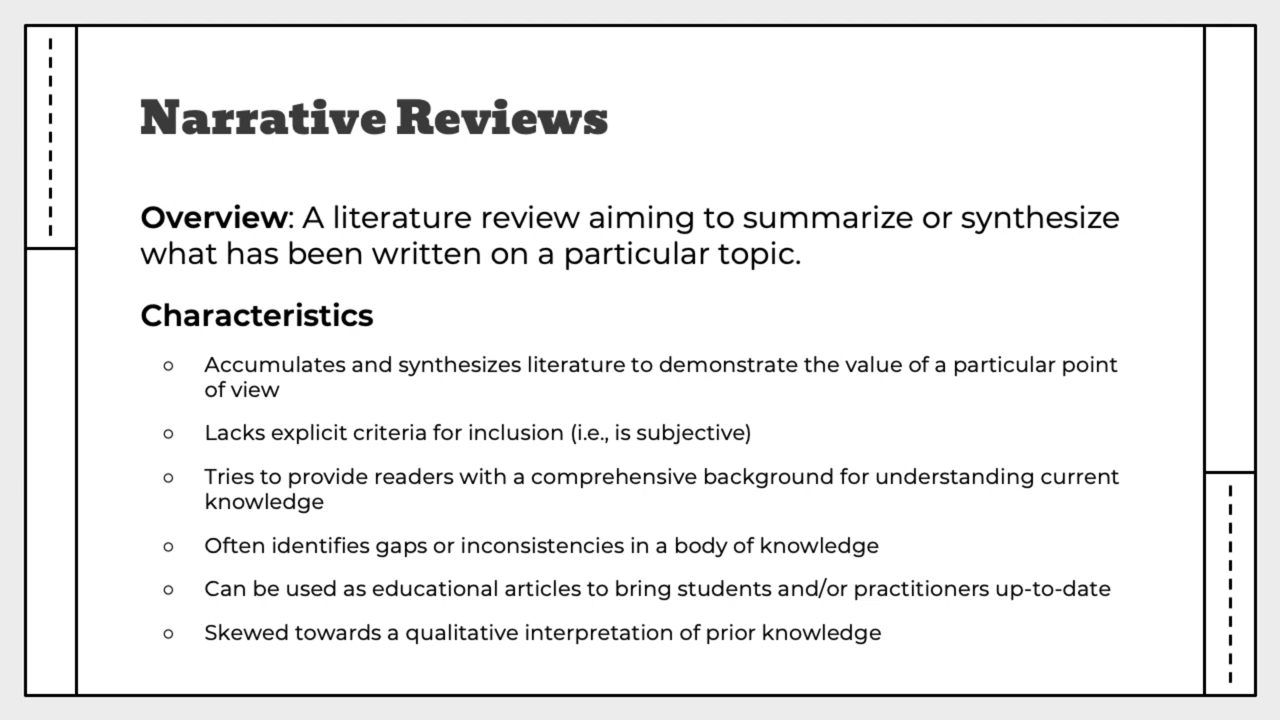 Narrative Reviews
Overview: A literature review aiming to summarize or synthesize
what has been written on a particular topic.
Characteristics
○ Accumulates and synthesizes literature to demonstrate the value of a particular point
of view
○ Lacks explicit criteria for inclusion (i.e., is subjective)
○ Tries to provide readers with a comprehensive background for understanding current
knowledge
○ Often identifies gaps or inconsistencies in a body of knowledge
○ Can be used as educational articles to bring students and/or practitioners up-to-date
○ Skewed towards a qualitative interpretation of prior knowledge